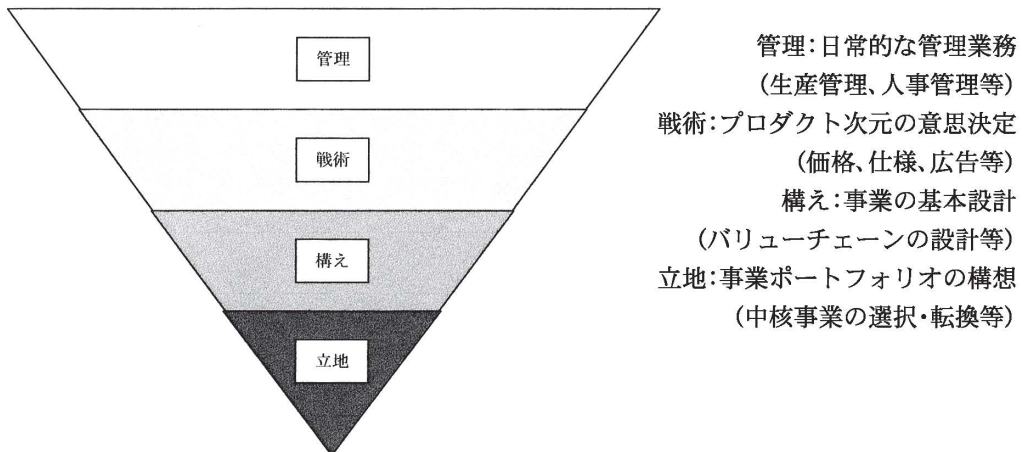 管理
戦術
構え
立地
管理:日常的な管理業務
(生産管理、人事管理等)
戦術:プロダクト次元の意思決定
(価格、仕様、広告等)
構え:事業の基本設計
(バリューチェーンの設計等)
立地:事業ポートフォリオの構想
(中核事業の選択・転換等)